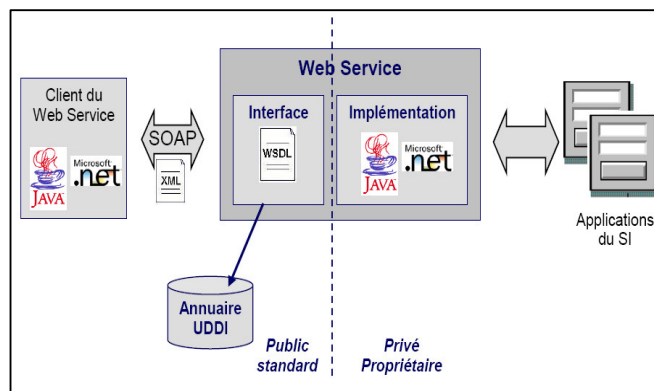 Web Service
Client du
Web Service
JAVA
Microsoft
.net
SOAP
XML
Interface
WSDL
Implémentation
JAVA
Microsoft
.net
Applications
du SI
Annuaire
UDDI
Public
standard
Privé
Propriétaire